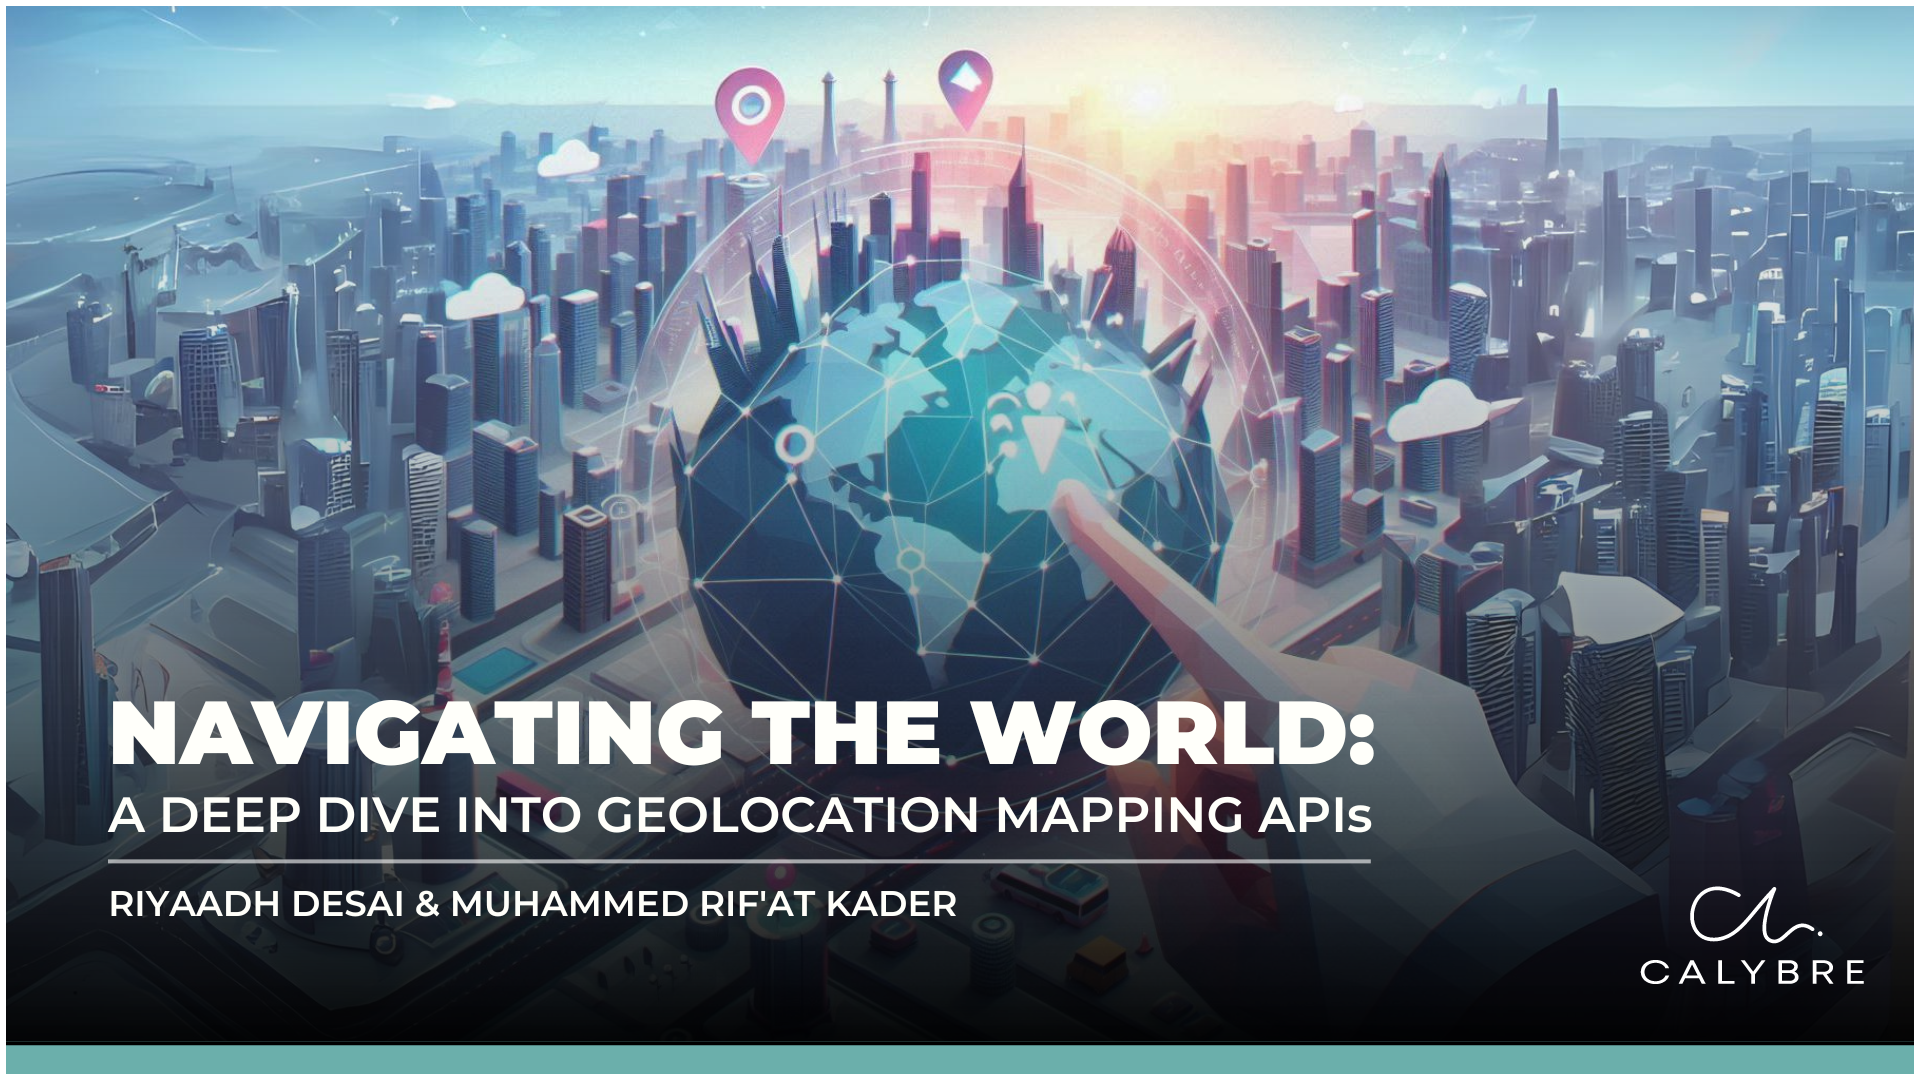 NAVIGATING THE WORLD:
A DEEP DIVE INTO GEOLOCATION MAPPING APIs
RIYAADH DESAI & MUHAMMED RIF'AT KADER
CALYBRE